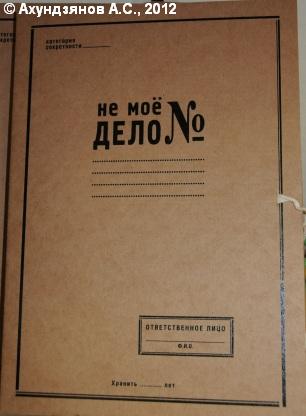 © Ахундзянов А.С., 2012
категория
секретности
не моё
ДЕЛО №
ОТВЕТСТВЕННОЕ ЛИЦО
Ф.И.О.
Хранить ............ лет